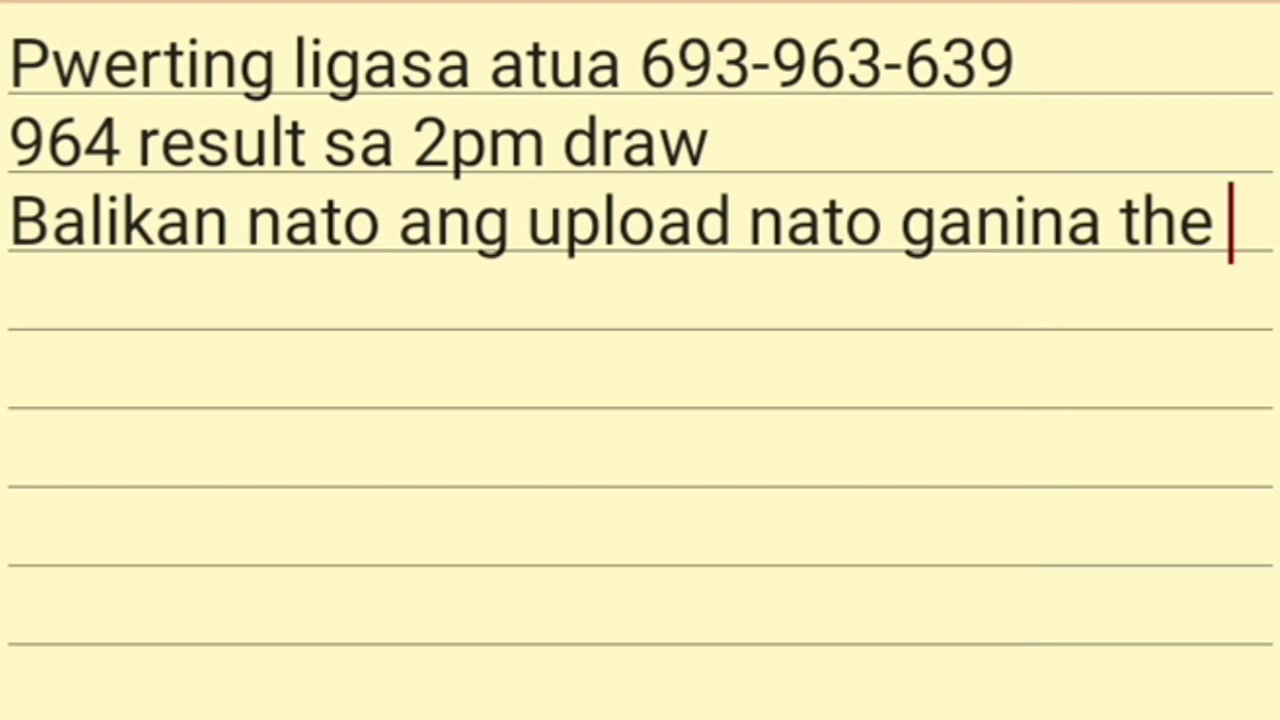 Pwerting ligasa atua 693-963-639
964 result sa 2pm draw
Balikan nato ang upload nato ganina the